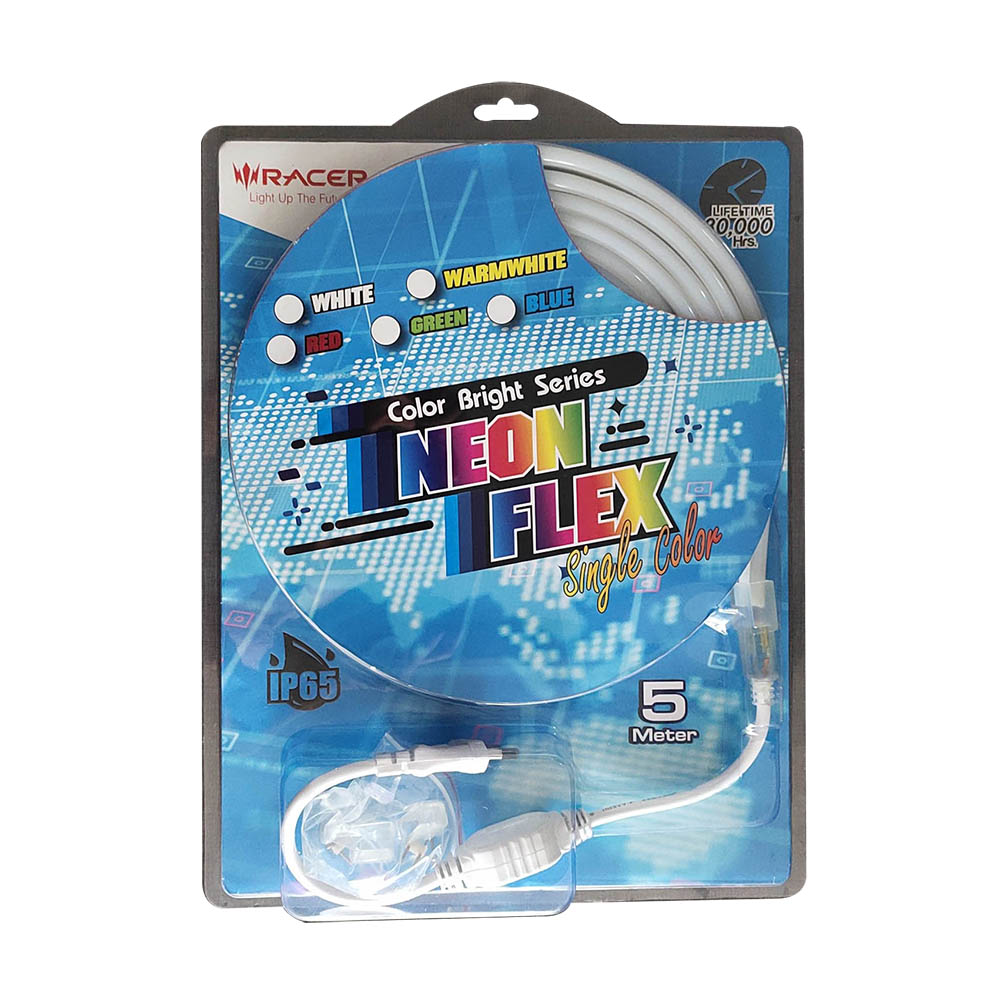 RACER
Light Up The Futu
LIFE TIME
30,000
Hrs.
WHITE
WARMWHITE
RED
GREEN
BLUE
Color Bright Series
NEON
FLEX
Single Color
IP65
5
Meter